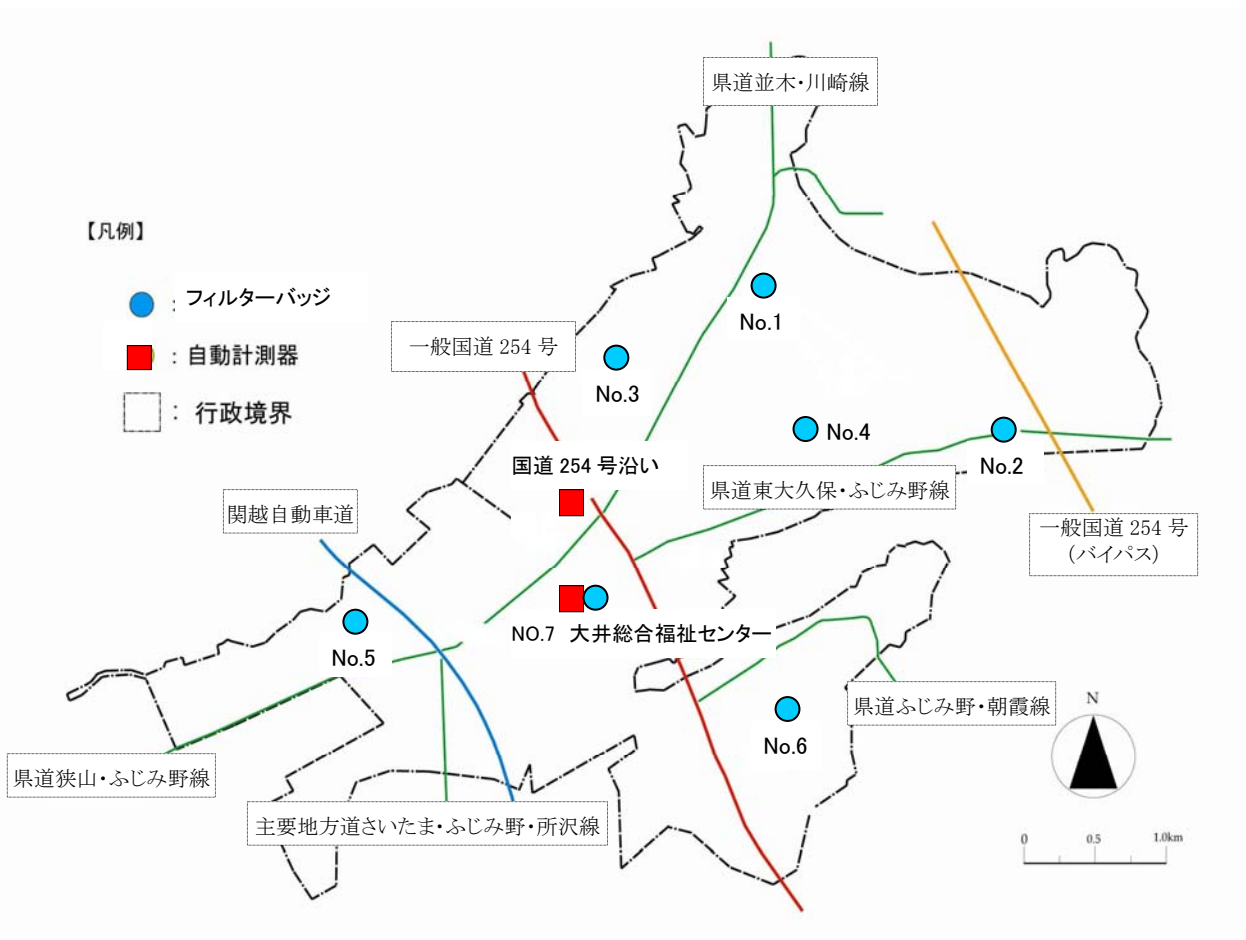 県道並木・川崎線
【凡例】
：フィルターバッジ
：自動計測器
：行政境界
No.1
一般国道 254 号
No.3
No.4
No.2
国道 254 号沿い
県道東大久保・ふじみ野線
関越自動車道
一般国道 254 号
(バイパス)
NO.7 大井総合福祉センター
No.5
県道ふじみ野・朝霞線
N
No.6
県道狭山・ふじみ野線
主要地方道さいたま・ふじみ野・所沢線
0 0.5 1.0km